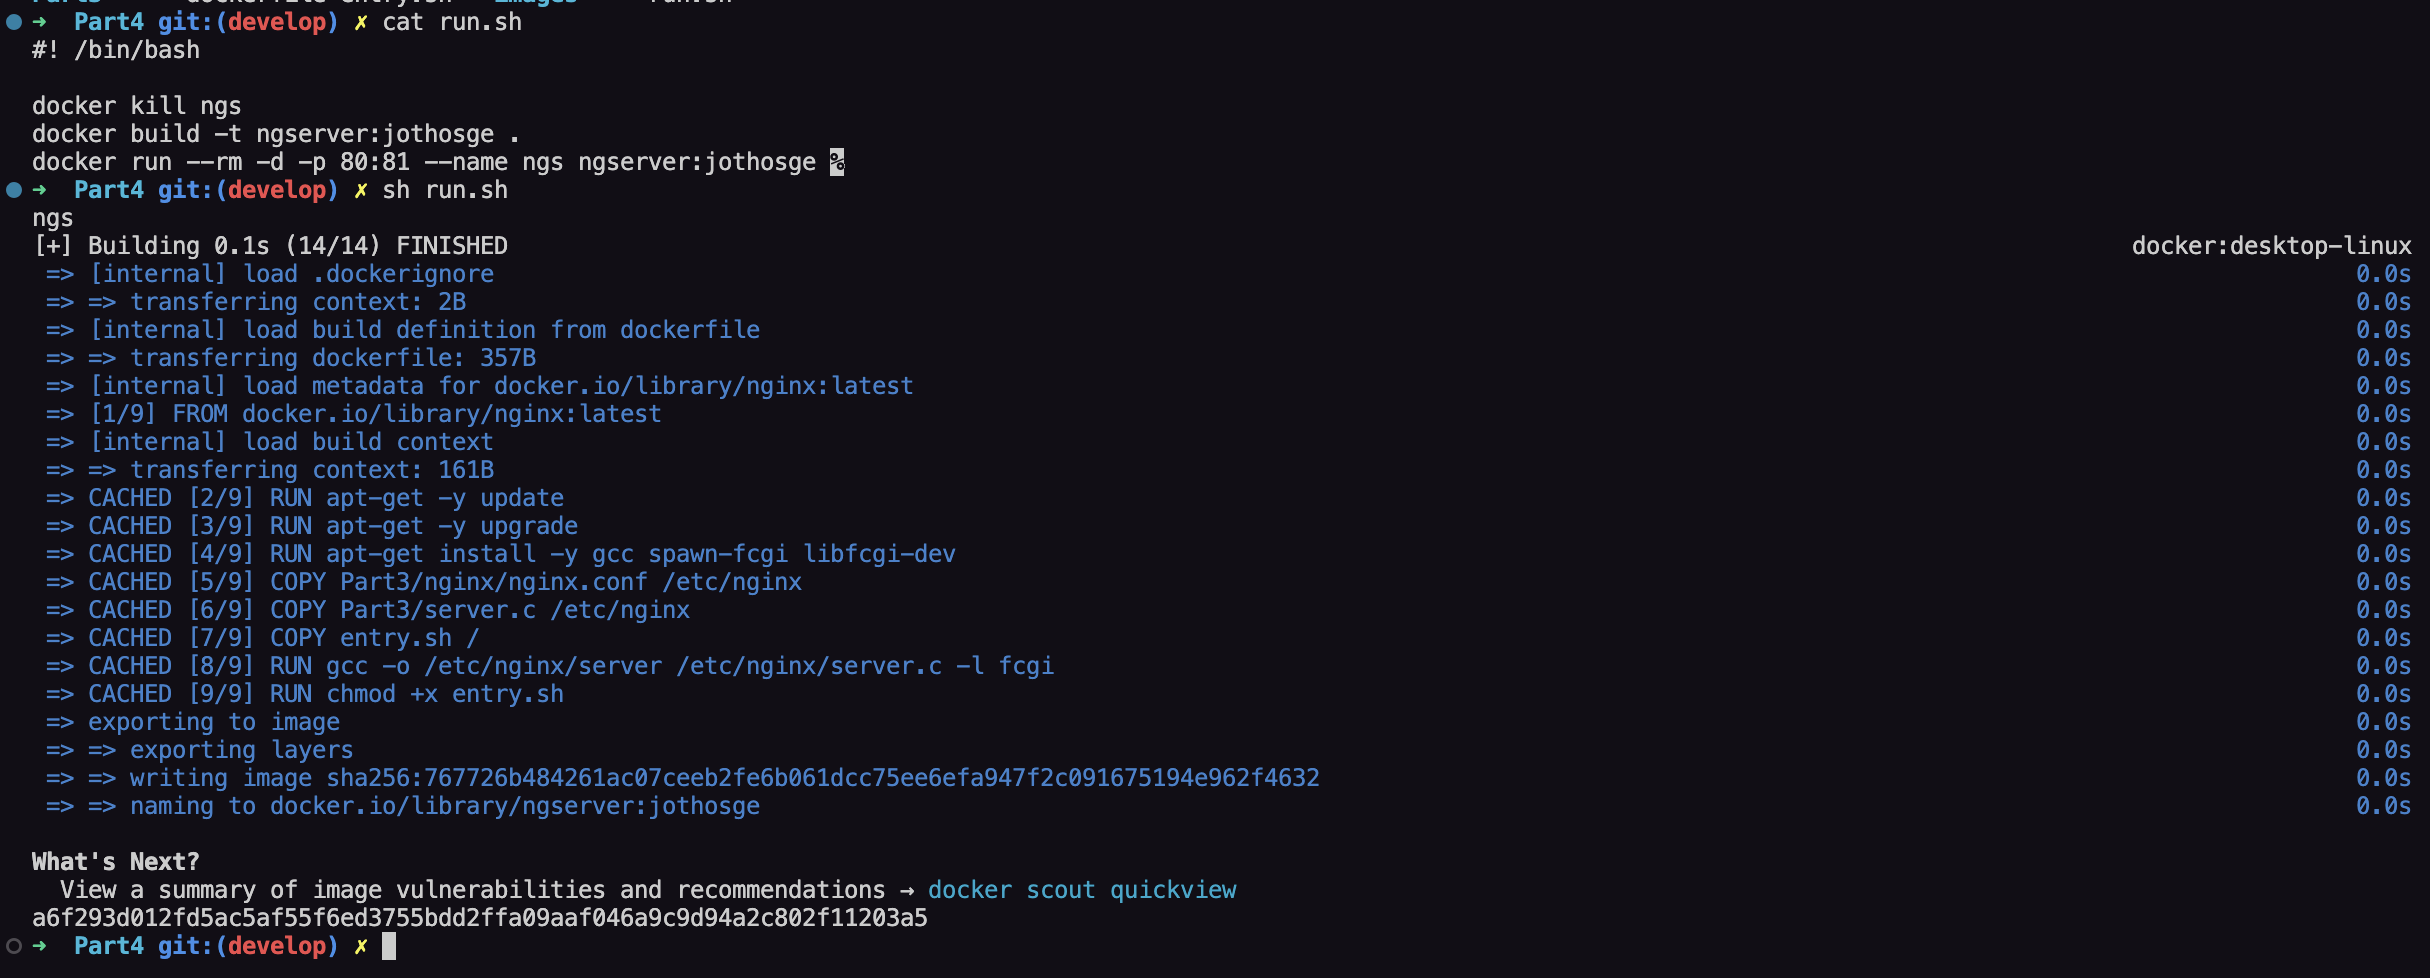 ➜ Part4 git:(develop) ✗ cat run.sh
#! /bin/bash
docker kill ngs
docker build -t ngserver:jothosge .
docker run --rm -d -p 80:81 --name ngs ngserver:jothosge %
➜ Part4 git:(develop) ✗ sh run.sh
ngs
[+] Building 0.1s (14/14) FINISHED docker:desktop-linux
=> [internal] load .dockerignore 0.0s
=> => transferring context: 2B 0.0s
=> [internal] load build definition from dockerfile 0.0s
=> => transferring dockerfile: 357B 0.0s
=> [internal] load metadata for docker.io/library/nginx:latest 0.0s
=> [1/9] FROM docker.io/library/nginx:latest 0.0s
=> [internal] load build context 0.0s
=> => transferring context: 161B 0.0s
=> CACHED [2/9] RUN apt-get -y update 0.0s
=> CACHED [3/9] RUN apt-get -y upgrade 0.0s
=> CACHED [4/9] RUN apt-get install -y gcc spawn-fcgi libfcgi-dev 0.0s
=> CACHED [5/9] COPY Part3/nginx/nginx.conf /etc/nginx 0.0s
=> CACHED [6/9] COPY Part3/server.c /etc/nginx 0.0s
=> CACHED [7/9] COPY entry.sh / 0.0s
=> CACHED [8/9] RUN gcc -o /etc/nginx/server /etc/nginx/server.c -l fcgi 0.0s
=> CACHED [9/9] RUN chmod +x entry.sh 0.0s
=> exporting to image 0.0s
=> => exporting layers 0.0s
=> => writing image sha256:767726b484261ac07ceeb2fe6b061dcc75ee6efa947f2c091675194e962f4632 0.0s
=> => naming to docker.io/library/ngserver:jothosge 0.0s
What's Next?
View a summary of image vulnerabilities and recommendations → docker scout quickview
a6f293d012fd5ac5af55f6ed3755bdd2ffa09aaf046a9c9d94a2c802f11203a5
➜ Part4 git:(develop) ✗